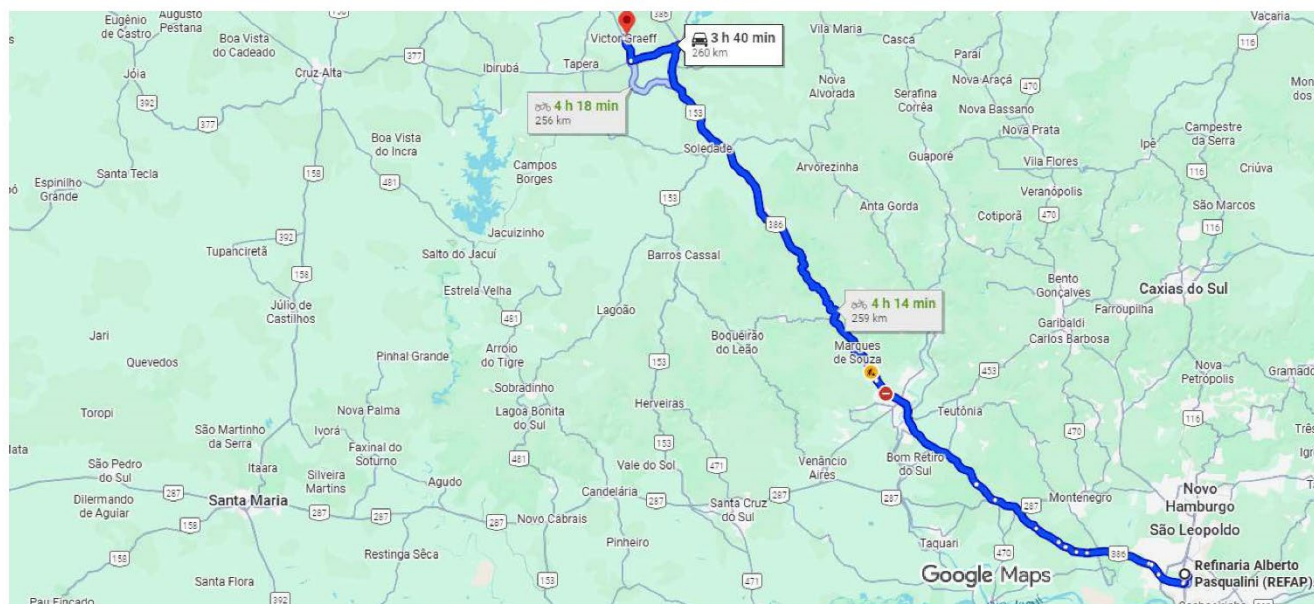 Eugênio
de Castro
Augusto
Pestana
Boa Vista
do Cadeado
Cruz Alta
377
Ibirubá
Tapera
Victor Graeff
386
3 h 40 min
260 km
Vila Maria
Casca
Paraí
Vacaria
116
Jóia
392
377
158
Boa Vista
do Incra
4 h 18 min
256 km
153
Nova
Alvorada
Serafina
Corrêa
Nova Araçá
470
Nova Bassano
Nova Prata
Ipê
Campestre
da Serra
116
Criúva
Santa Tecla
Espinilho
Grande
481
Campos
Borges
Soledade
Arvorezinha
Guaporé
Vila Flores
Veranópolis
470
São Marcos
116
Anta Gorda
Cotiporã
153
386
Jacuizinho
Tupanciretã
392
158
Salto do Jacuí
Barros Cassal
Estrela Velha
Júlio de
Castilhos
481
Lagoão
4 h 14 min
259 km
Bento
Gonçalves
Caxias do Sul
Farroupilha
Garibaldi
Carlos Barbosa
Jari
Quevedos
Pinhal Grande
Arroio
do Tigre
Boqueirão
do Leão
Marques
de Souza
153
Sobradinho
453
Nova
Petrópolis
Gramado
Toropi
Nova Palma
Lagoa Bonita
do Sul
Herveiras
Teutônia
116
São Martinho
da Serra
Ivorá
Faxinal do
Soturno
153
470
Itaara
São Pedro
do Sul
Silveira
Martins
481
Vale do Sol
471
Venâncio
Aires
Bom Retiro
do Sul
287
Santa Maria
287
Agudo
Candelária
287
Santa Cruz
do Sul
287
Montenegro
Novo
Hamburgo
Dilermando
de Aguiar
158
287
Novo Cabrais
São Leopoldo
Restinga Sêca
Pinheiro
Taquari
470
386
158
Santa Flora
392
153
471
Google Maps
Refinaria Alberto
Pasqualini (REFAP)